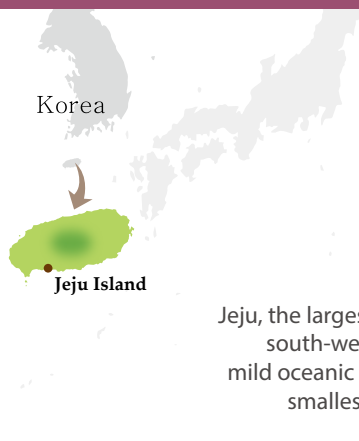 Korea
Jeju Island
Jeju, the larges
south-we
mild oceanic
smalles